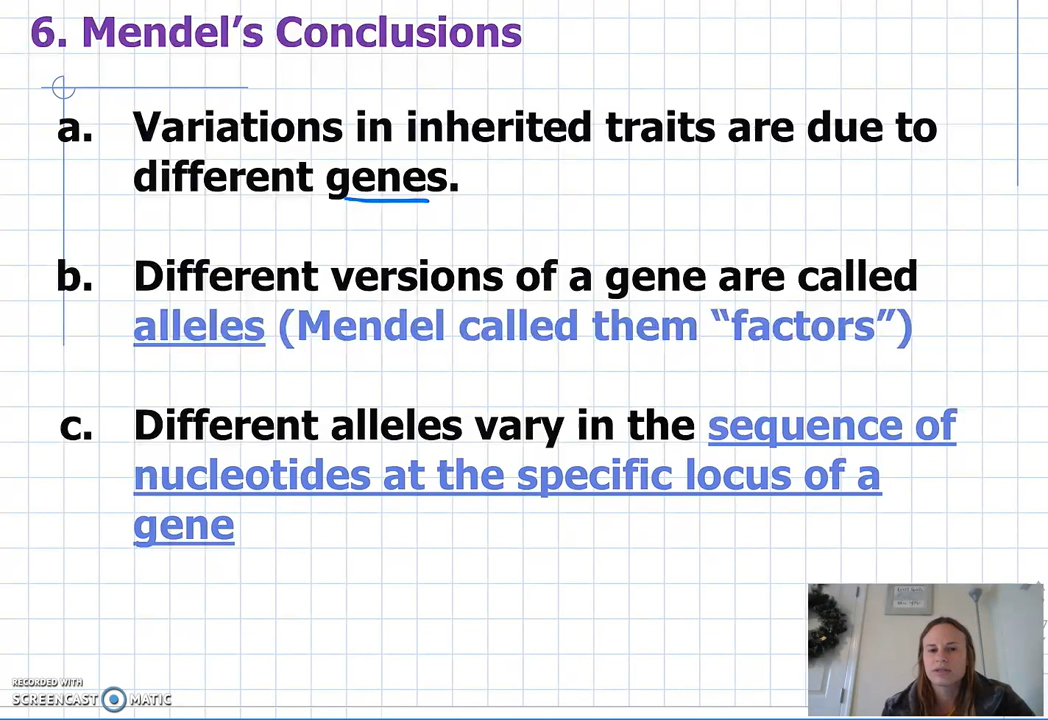 6. Mendel’s Conclusions
a. Variations in inherited traits are due to
different genes.
b. Different versions of a gene are called
alleles (Mendel called them “factors”)
c. Different alleles vary in the sequence of
nucleotides at the specific locus of a
gene
RECORDED WITH
SCREENCAST MATIC